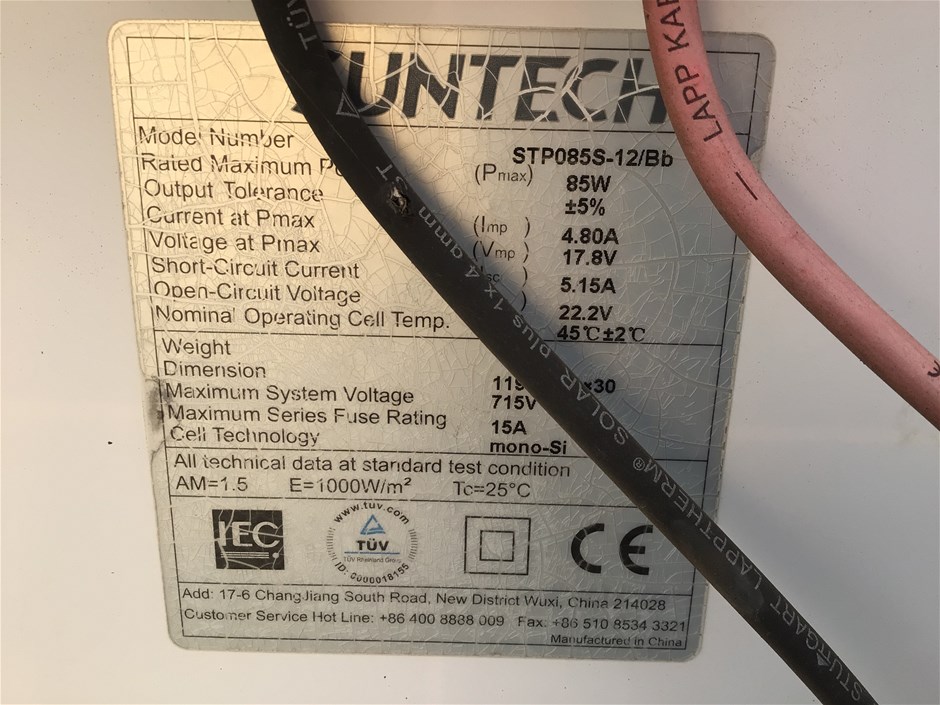 SUNTECH
Model Number STP085S-12/Bb
Rated Maximum (Pmax) 85W
Output Tolerance ±5%
Current at Pmax (Imp) 4.80A
Voltage at Pmax (Vmp) 17.8V
Short-Circuit Current 5.15A
Open-Circuit Voltage 22.2V
Nominal Operating Cell Temp. 45°C±2°C
Weight
Dimension 30
Maximum System Voltage 715V
Maximum Series Fuse Rating 15A
Cell Technology mono-Si
All technical data at standard test condition
AM=1.5 E=1000W/m² Tc=25°C
IEC
www.tuv.com
TÜV
TÜV Rheinland Group
ID: 0000018155
CE
Add: 17-6 ChangJiang South Road, New District Wuxi, China 214028
Customer Service Hot Line: +86 400 8888 009 Fax: +86 510 8534 3321
Manufactured in China
TÜV
ST
1x 4 qmm
STUTTGART LAPPTHERM® SOLAR plus
LAPP KAB